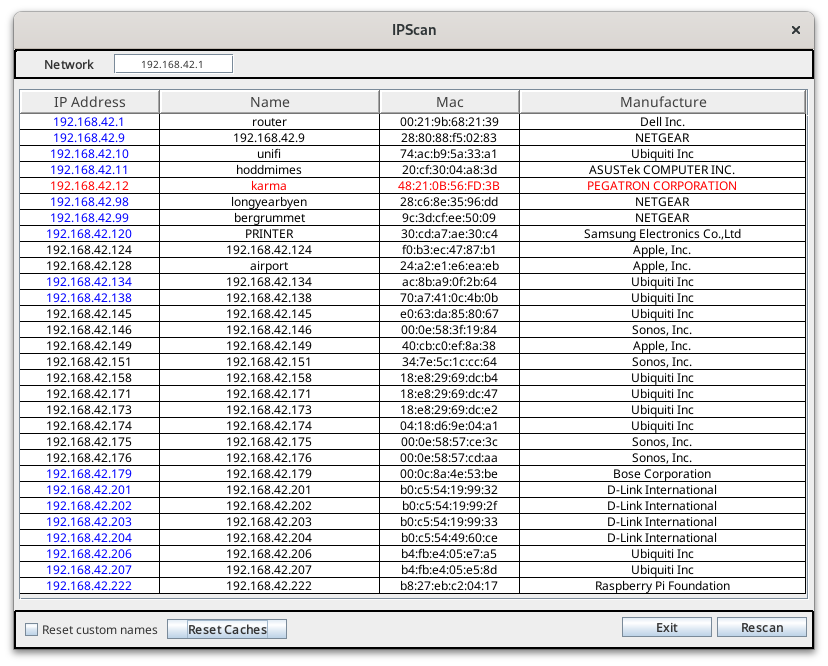 IPScan ×
Network 192.168.42.1
IP Address Name Mac Manufacture
192.168.42.1 router 00:21:9b:68:21:39 Dell Inc.
192.168.42.9 192.168.42.9 28:80:88:f5:02:83 NETGEAR
192.168.42.10 unifi 74:ac:b9:5a:33:a1 Ubiquiti Inc
192.168.42.11 hoddmimes 20:cf:30:04:a8:3d ASUSTek COMPUTER INC.
192.168.42.12 karma 48:21:0B:56:FD:3B PEGATRON CORPORATION
192.168.42.98 longyearbyen 28:c6:8e:35:96:dd NETGEAR
192.168.42.99 bergrummet 9c:3d:cf:ee:50:09 NETGEAR
192.168.42.120 PRINTER 30:cd:a7:ae:30:c4 Samsung Electronics Co.,Ltd
192.168.42.124 192.168.42.124 f0:b3:ec:47:87:b1 Apple, Inc.
192.168.42.128 airport 24:a2:e1:e6:ea:eb Apple, Inc.
192.168.42.134 192.168.42.134 ac:8b:a9:0f:2b:64 Ubiquiti Inc
192.168.42.138 192.168.42.138 70:a7:41:0c:4b:0b Ubiquiti Inc
192.168.42.145 192.168.42.145 e0:63:da:85:80:67 Ubiquiti Inc
192.168.42.146 192.168.42.146 00:0e:58:3f:19:84 Sonos, Inc.
192.168.42.149 192.168.42.149 40:cb:c0:ef:8a:38 Apple, Inc.
192.168.42.151 192.168.42.151 34:7e:5c:1c:cc:64 Sonos, Inc.
192.168.42.158 192.168.42.158 18:e8:29:69:dc:b4 Ubiquiti Inc
192.168.42.171 192.168.42.171 18:e8:29:69:dc:47 Ubiquiti Inc
192.168.42.173 192.168.42.173 18:e8:29:69:dc:e2 Ubiquiti Inc
192.168.42.174 192.168.42.174 04:18:d6:9e:04:a1 Ubiquiti Inc
192.168.42.175 192.168.42.175 00:0e:58:57:ce:3c Sonos, Inc.
192.168.42.176 192.168.42.176 00:0e:58:57:cd:aa Sonos, Inc.
192.168.42.179 192.168.42.179 00:0c:8a:4e:53:be Bose Corporation
192.168.42.201 192.168.42.201 b0:c5:54:19:99:32 D-Link International
192.168.42.202 192.168.42.202 b0:c5:54:19:99:2f D-Link International
192.168.42.203 192.168.42.203 b0:c5:54:19:99:33 D-Link International
192.168.42.204 192.168.42.204 b0:c5:54:49:60:ce D-Link International
192.168.42.206 192.168.42.206 b4:fb:e4:05:e7:a5 Ubiquiti Inc
192.168.42.207 192.168.42.207 b4:fb:e4:05:e5:8d Ubiquiti Inc
192.168.42.222 192.168.42.222 b8:27:eb:c2:04:17 Raspberry Pi Foundation
Reset custom names Reset Caches Exit Rescan